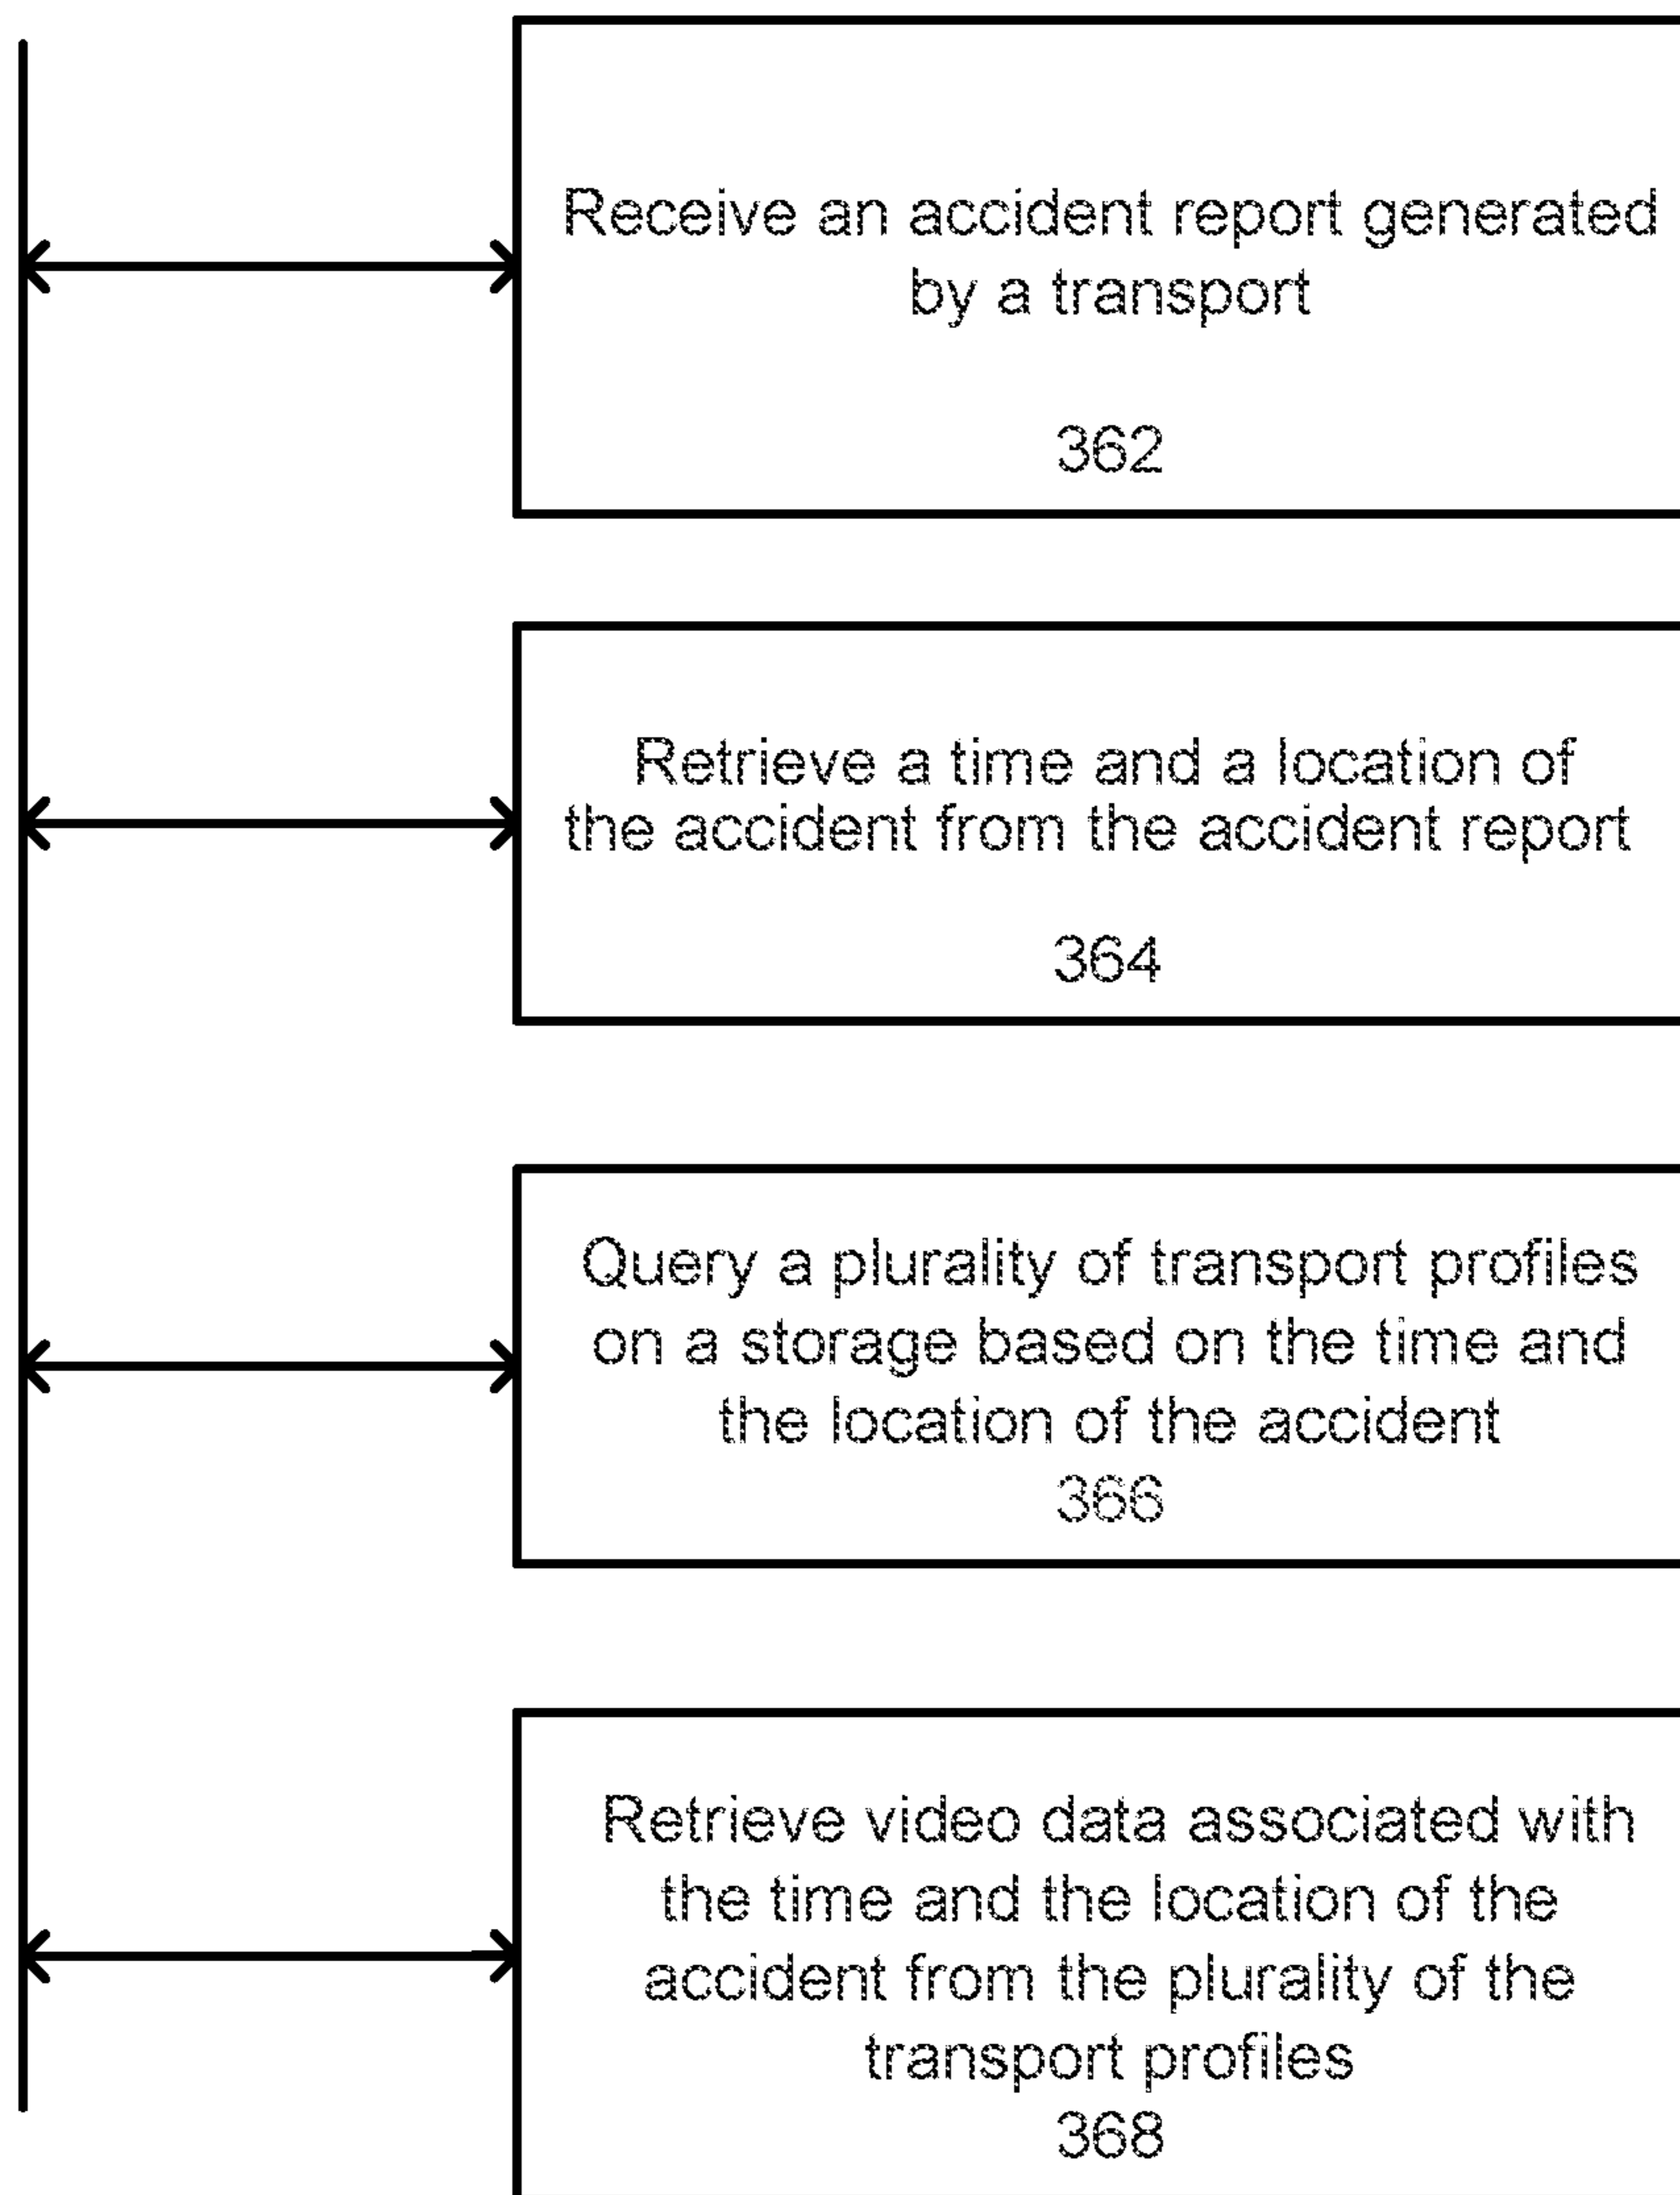 Receive an accident report generated
by a transport
362
Retrieve a time and a location of
the accident from the accident report
364
Query a plurality of transport profiles
on a storage based on the time and
the location of the accident
366
Retrieve video data associated with
the time and the location of the
accident from the plurality of the
transport profiles
368